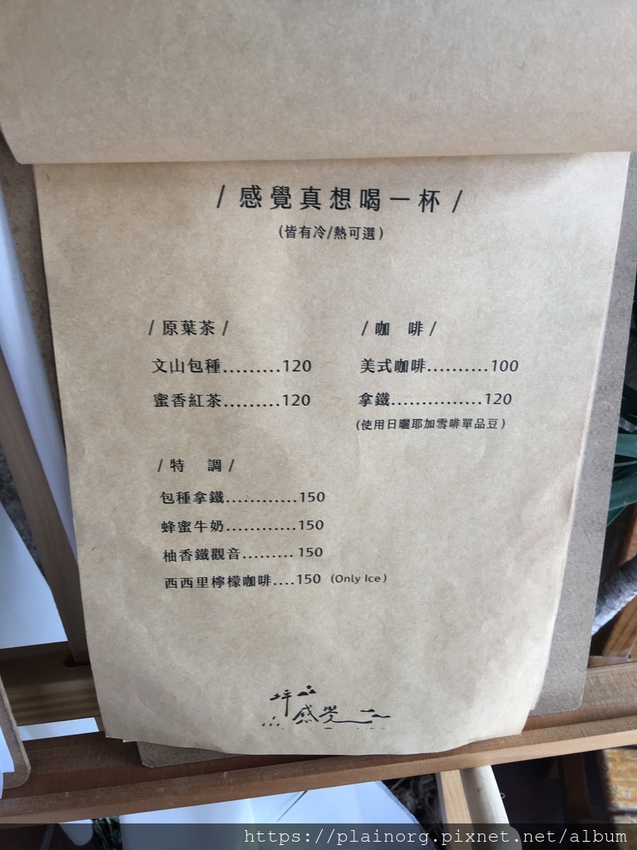 / 感覺真想喝一杯 /
(皆有冷/熱可選)
/ 原葉茶 /
文山包種.........120
蜜香紅茶.........120
/ 咖 啡 /
美式咖啡..........100
拿鐵...............120
(使用日曬耶加雪啡單品豆)
/ 特 調 /
包種拿鐵............150
蜂蜜牛奶............150
柚香鐵觀音.........150
西西里檸檬咖啡....150 (Only Ice)
坪感覺
https://plainorg.pixnet.net/album